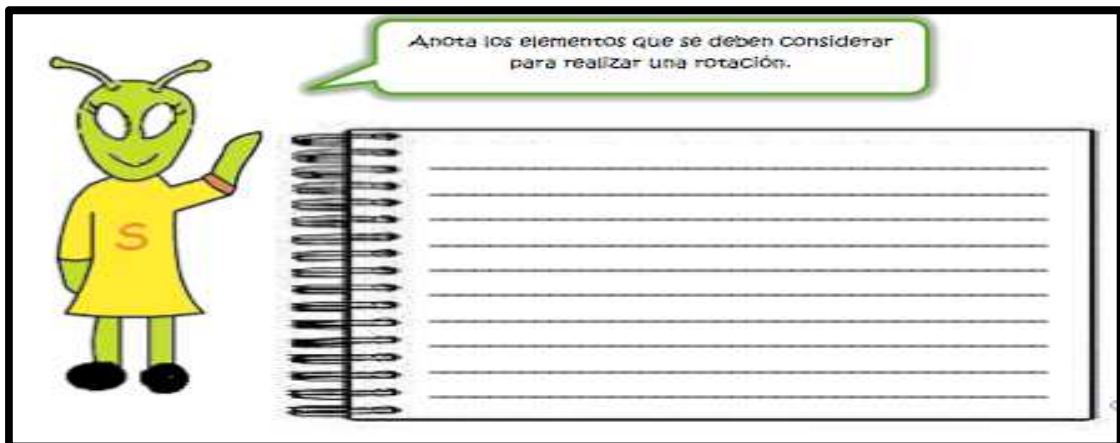 Anota los elementos que se deben considerar
para realizar una rotación.
S